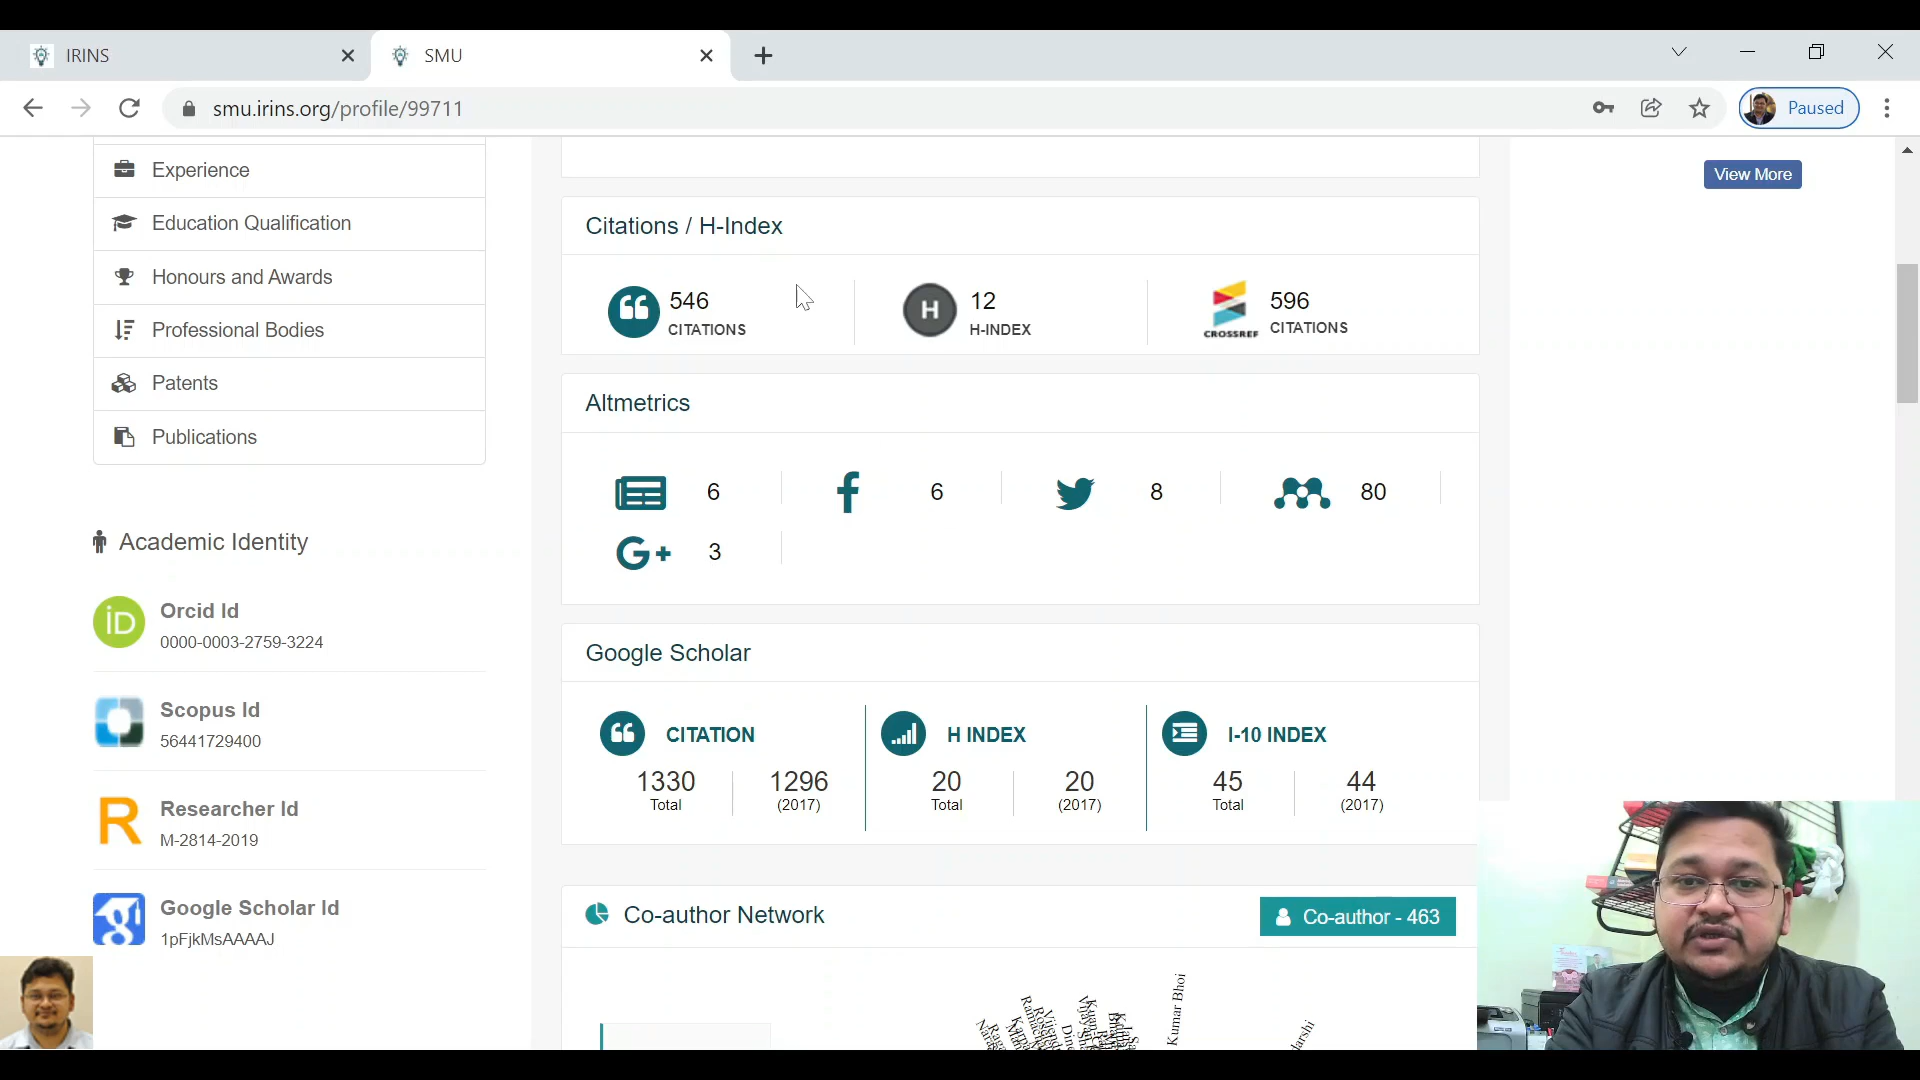 IRINS
SMU
smu.irins.org/profile/99711
Paused
Experience
Education Qualification
Honours and Awards
Professional Bodies
Patents
Publications
Academic Identity
iD
Orcid Id
0000-0003-2759-3224
Scopus Id
56441729400
R
Researcher Id
M-2814-2019
g
Google Scholar Id
1pFjkMsAAAAJ
View More
Citations / H-Index
546
CITATIONS
H
12
H-INDEX
CROSSREF
596
CITATIONS
Altmetrics
6
f
6
8
80
G+
3
Google Scholar
CITATION
1330
Total
1296
(2017)
H INDEX
20
Total
20
(2017)
I-10 INDEX
45
Total
44
(2017)
Co-author Network
Co-author - 463
Kumar Bhoi